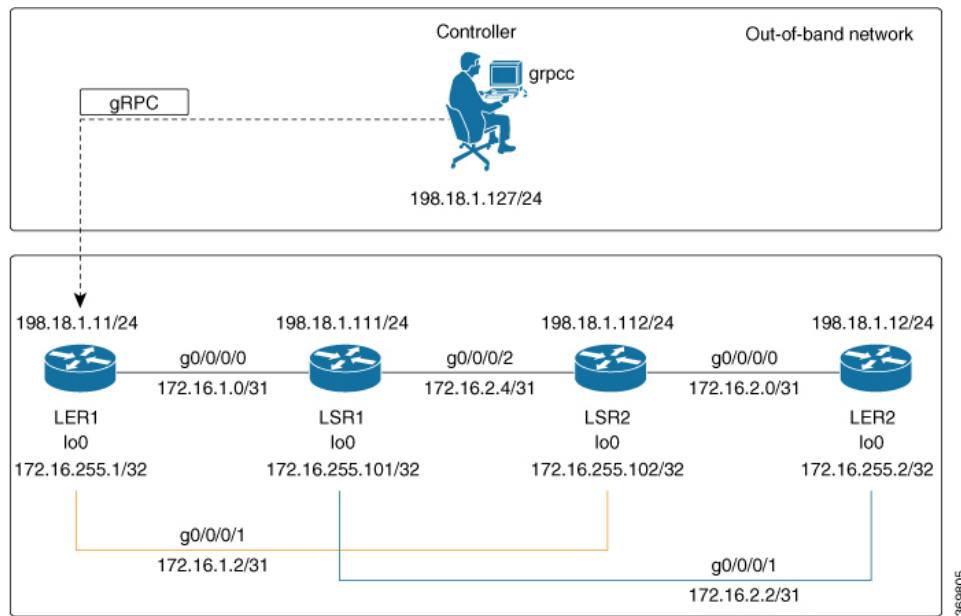 Controller
Out-of-band network
grpcc
gRPC
198.18.1.127/24
198.18.1.11/24
198.18.1.111/24
198.18.1.112/24
198.18.1.12/24
g0/0/0/0
g0/0/0/2
g0/0/0/0
172.16.1.0/31
172.16.2.4/31
172.16.2.0/31
LER1
LSR1
LSR2
LER2
lo0
lo0
lo0
lo0
172.16.255.1/32
172.16.255.101/32
172.16.255.102/32
172.16.255.2/32
g0/0/0/1
172.16.1.2/31
g0/0/0/1
172.16.2.2/31